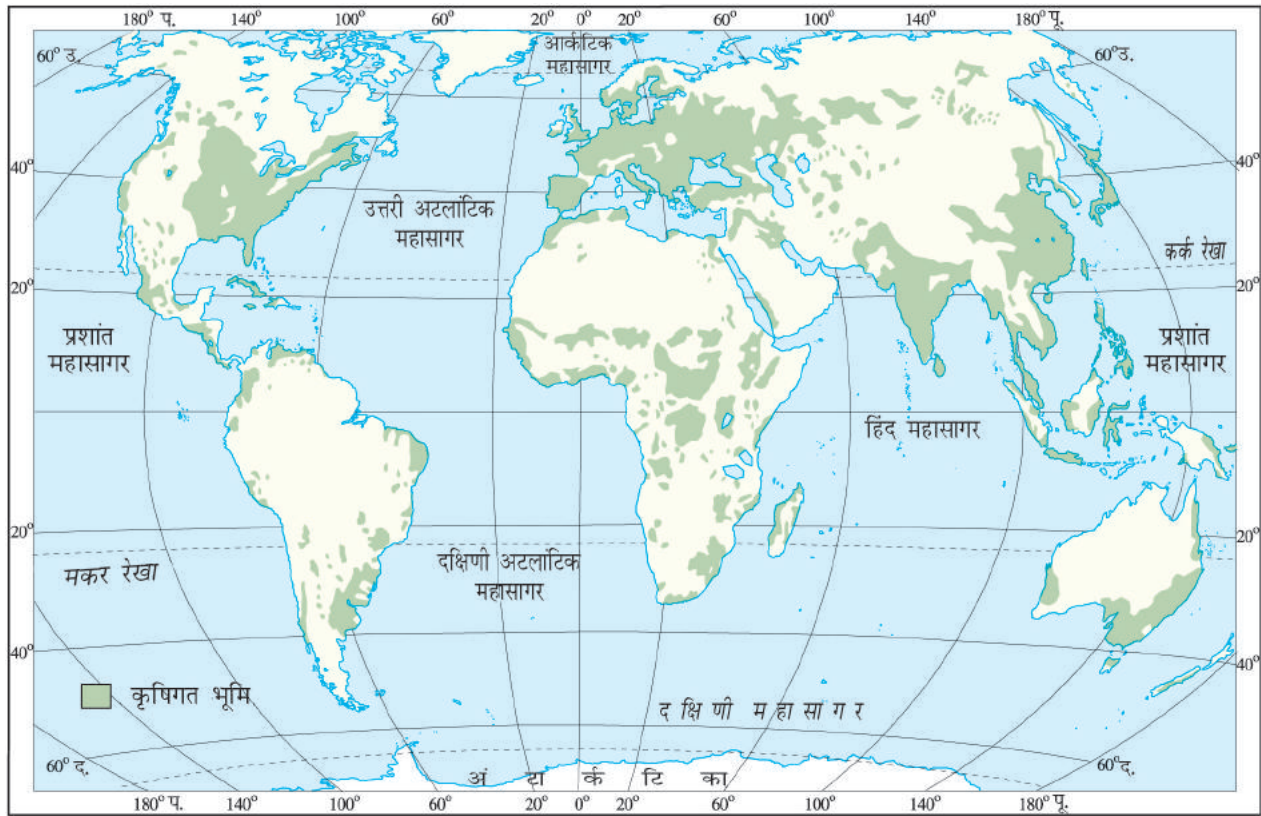 180° प. 140° 100° 60° 20° 0° 20° 60° 100° 140° 180° पू.
60° उ.
आर्कटिक
महासागर
60° उ.
40°
40°
उत्तरी अटलांटिक
महासागर
कर्क रेखा
20°
20°
प्रशांत
महासागर
प्रशांत
महासागर
हिंद महासागर
20°
20°
मकर रेखा
दक्षिणी अटलांटिक
महासागर
40°
40°
कृषिगत भूमि
द क्षि णी म हा सा ग र
60° द.
60° द.
अं टा र्क टि का
180° प. 140° 100° 60° 20° 0° 20° 60° 100° 140° 180° पू.